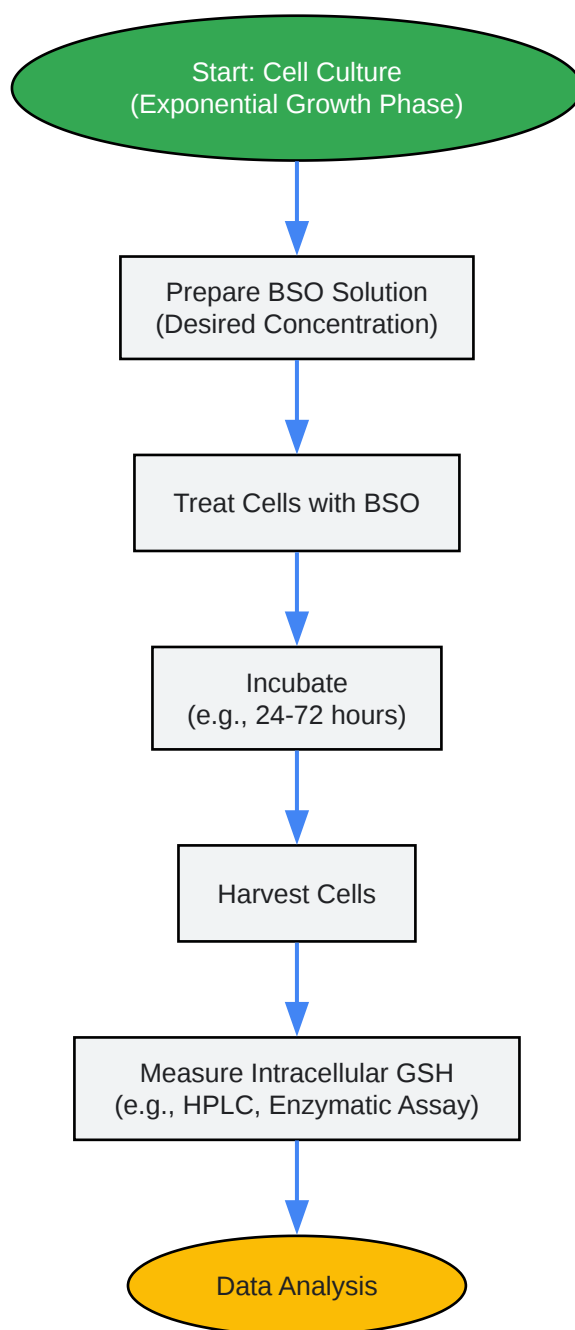 Start: Cell Culture
(Exponential Growth Phase)
Prepare BSO Solution
(Desired Concentration)
Treat Cells with BSO
Incubate
(e.g., 24-72 hours)
Harvest Cells
Measure Intracellular GSH
(e.g., HPLC, Enzymatic Assay)
Data Analysis